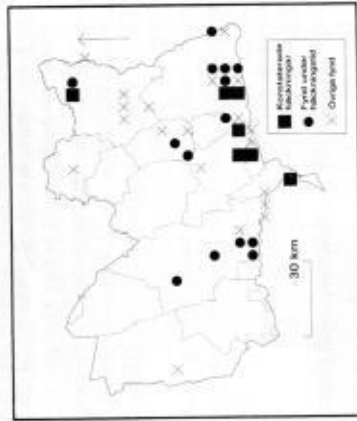 Konstaterade
häckningar
Fynd under
häckningstid
Övriga fynd
30 km